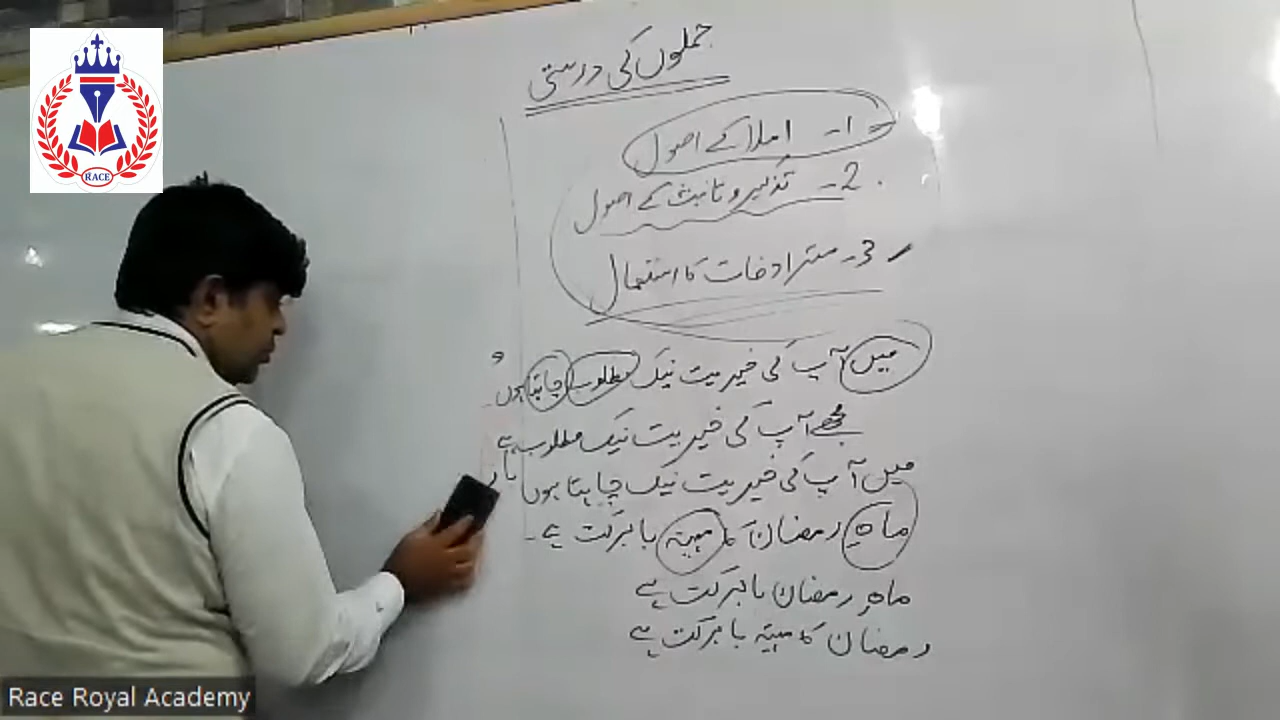 RACE
جملوں کی درستی
1۔ املا کے اصول
2۔ تذکیر و تانیث کے اصول
3۔ مترادفات کا استعمال
میں آپ کی خیریت نیک مطلوب چاہتا ہوں۔
مجھے آپ کی خیریت نیک مطلوب ہے
میں آپ کی خیریت نیک چاہتا ہوں
ماہِ رمضان کا مہینہ بابرکت ہے۔
ماہِ رمضان بابرکت ہے
رمضان کا مہینہ بابرکت ہے
Race Royal Academy